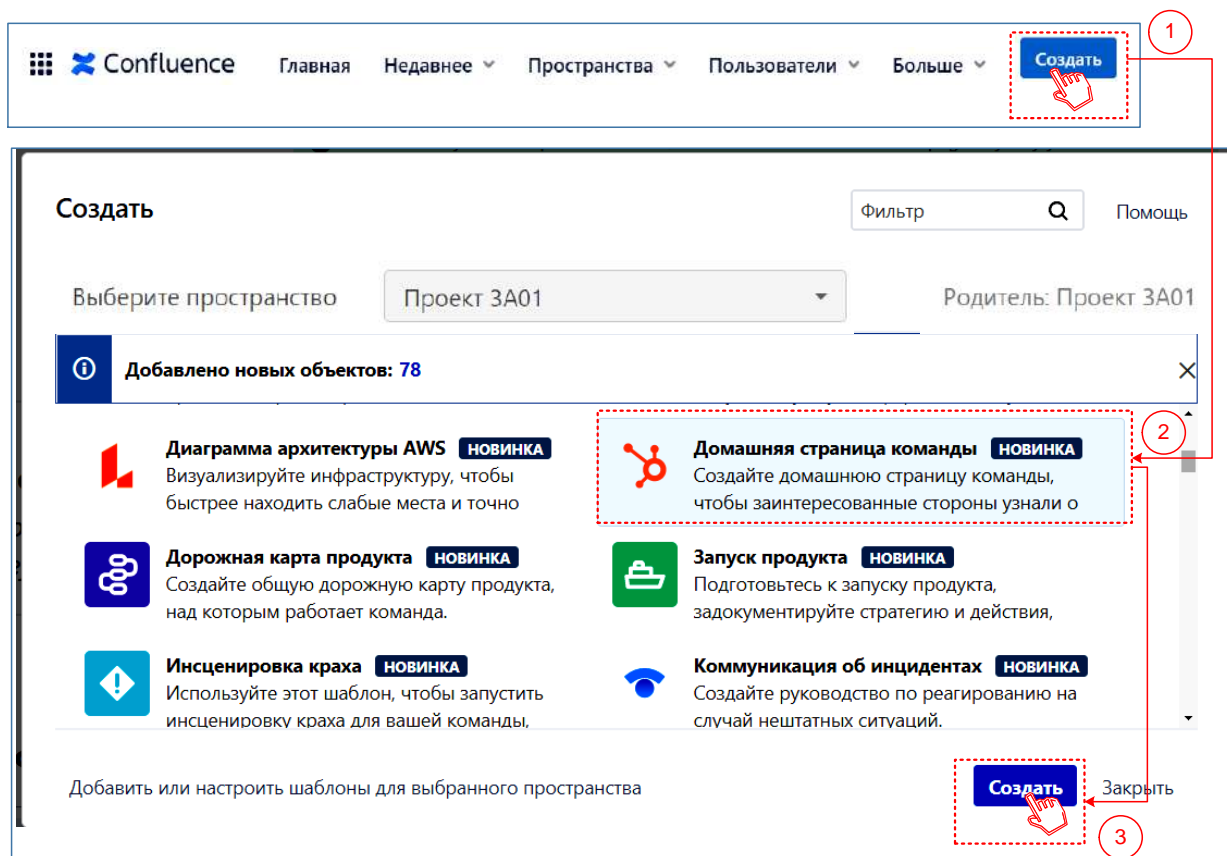 Confluence Главная Недавнее Пространства Пользователи Больше Создать
1
Создать
Фильтр
Помощь
Выберите пространство
Проект 3А01
Родитель: Проект 3А01
Добавлено новых объектов: 78
Диаграмма архитектуры AWS НОВИНКА
Визуализируйте инфраструктуру, чтобы
быстрее находить слабые места и точно
Домашняя страница команды НОВИНКА
Создайте домашнюю страницу команды,
чтобы заинтересованные стороны узнали о
2
Дорожная карта продукта НОВИНКА
Создайте общую дорожную карту продукта,
над которым работает команда.
Запуск продукта НОВИНКА
Подготовьтесь к запуску продукта,
задокументируйте стратегию и действия,
Инсценировка краха НОВИНКА
Используйте этот шаблон, чтобы запустить
инсценировку краха для вашей команды,
Коммуникация об инцидентах НОВИНКА
Создайте руководство по реагированию на
случай нештатных ситуаций.
Добавить или настроить шаблоны для выбранного пространства
Создать
Закрыть
3